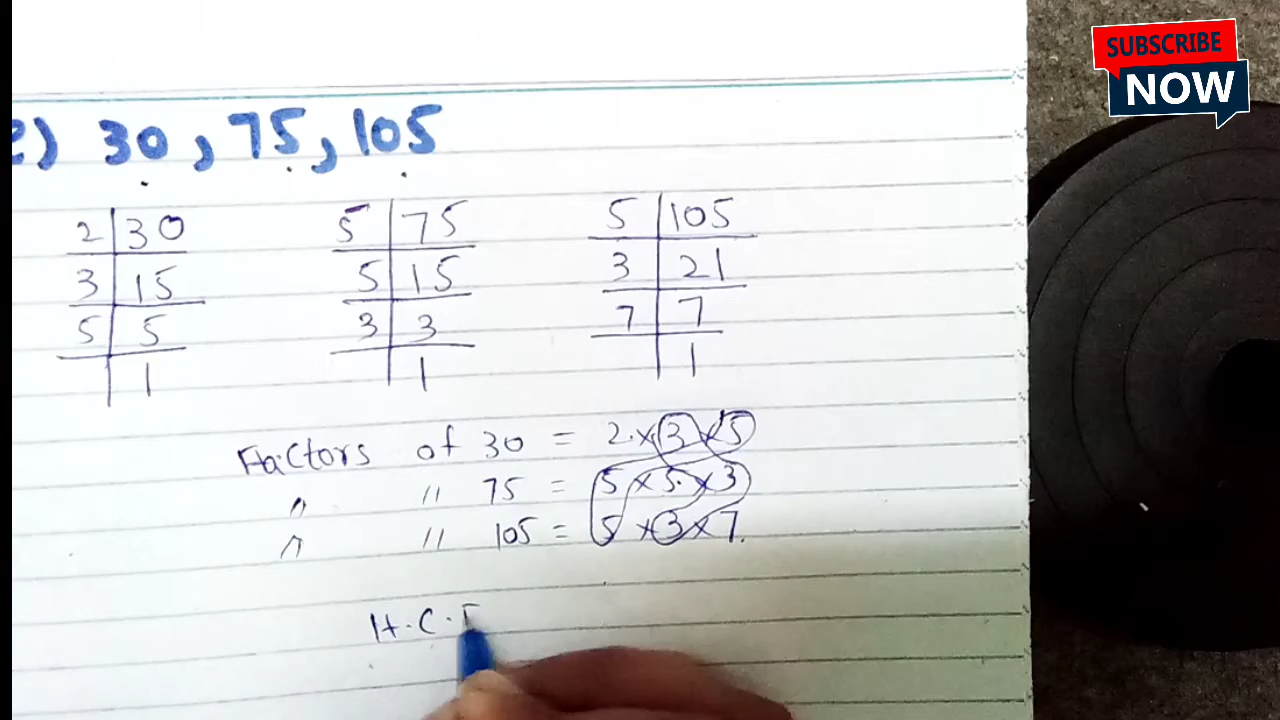 SUBSCRIBE
NOW
e) 30, 75, 105
2 | 30
3 | 15
5 | 5
| 1
5 | 75
5 | 15
3 | 3
| 1
5 | 105
3 | 21
7 | 7
| 1
Factors of 30 = 2 × 3 × 5
" " 75 = 5 × 5 × 3
" " 105 = 5 × 3 × 7
H.C.F